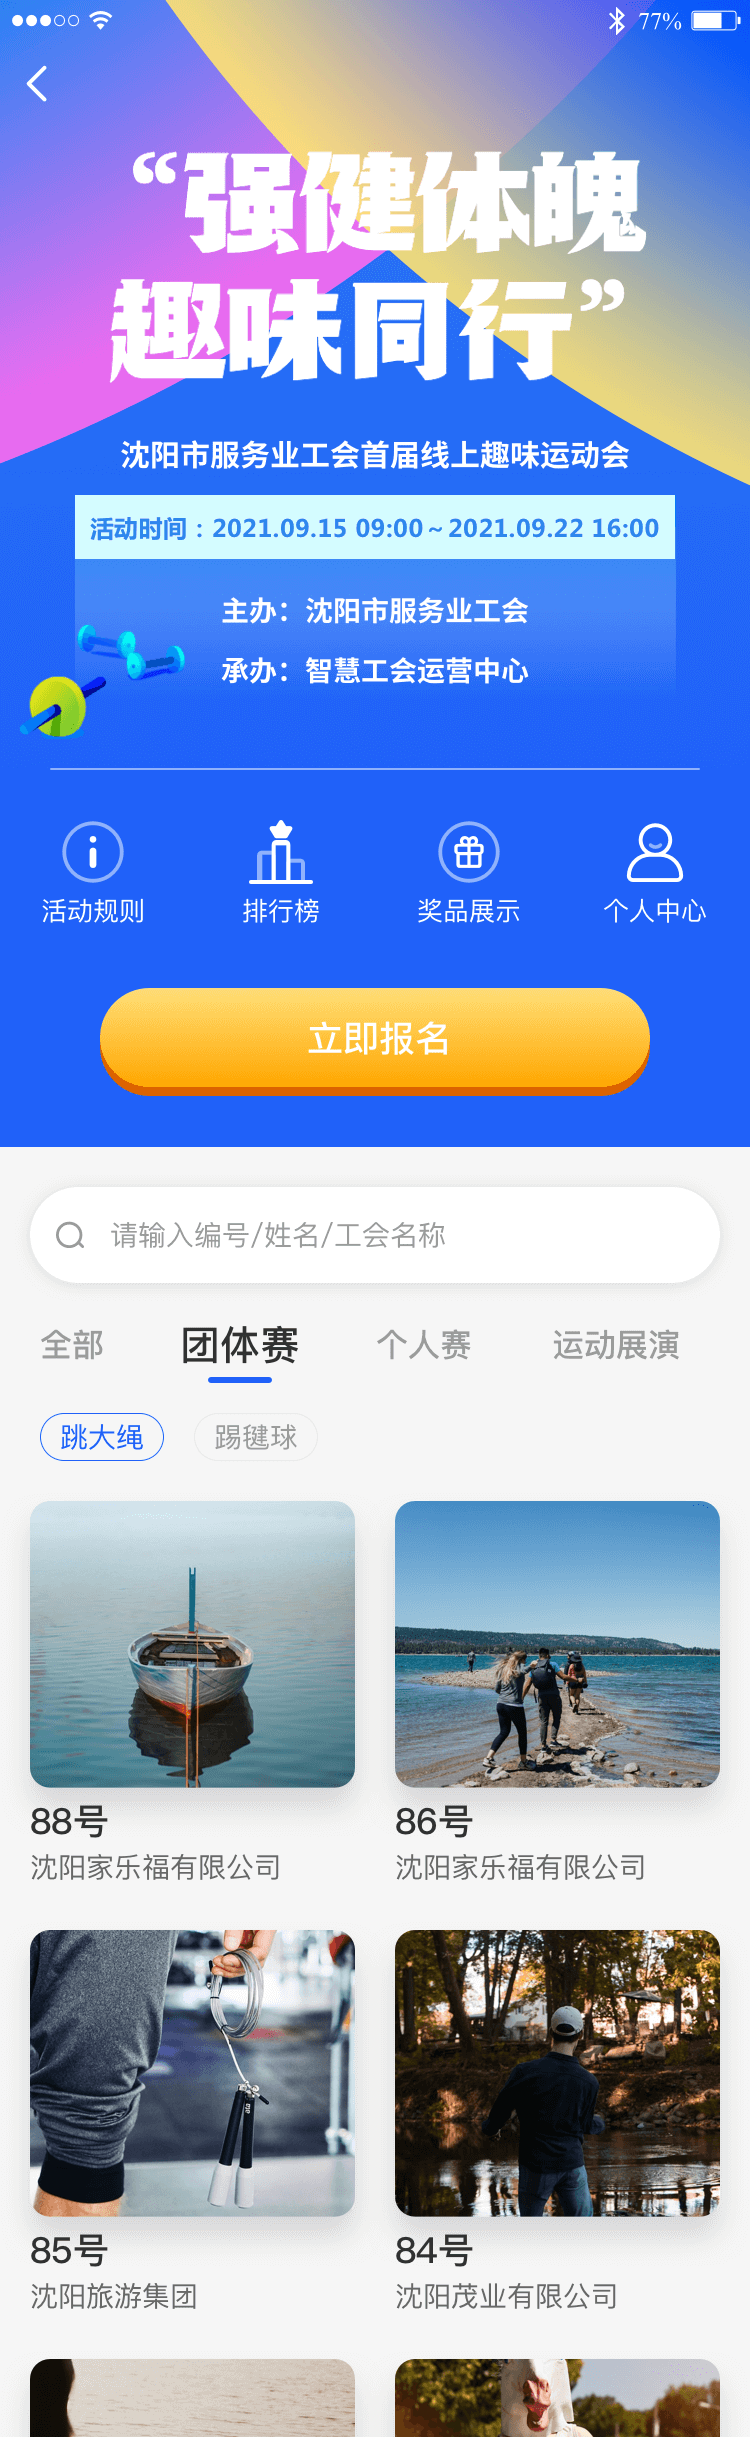 77%
“强健体魄
趣味同行”
沈阳市服务业工会首届线上趣味运动会
活动时间：2021.09.15 09:00～2021.09.22 16:00
主办：沈阳市服务业工会
承办：智慧工会运营中心
活动规则 排行榜 奖品展示 个人中心
立即报名
请输入编号/姓名/工会名称
全部 团体赛 个人赛 运动展演
跳大绳 踢毽球
88号 86号
沈阳家乐福有限公司 沈阳家乐福有限公司
85号 84号
沈阳旅游集团 沈阳茂业有限公司